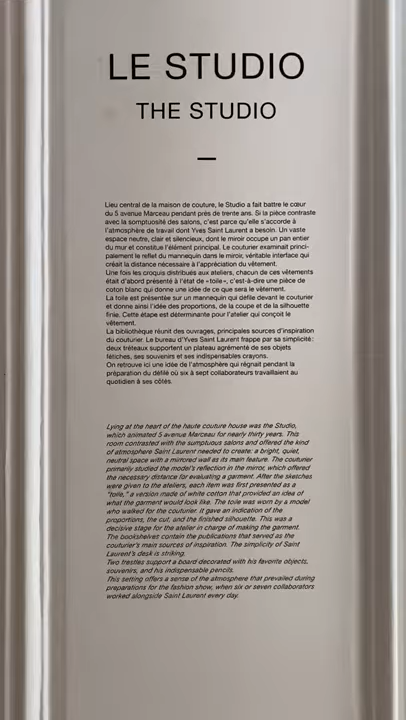 LE STUDIO
THE STUDIO
—
Lieu central de la maison de couture, le Studio a fait battre le cœur
du 5 avenue Marceau pendant près de trente ans. Si la pièce contraste
avec la somptuosité des salons, c'est parce qu'elle s'accorde à
l'atmosphère de travail dont Yves Saint Laurent a besoin. Un vaste
espace neutre, clair et silencieux, dont le miroir occupe un pan entier
du mur et constitue l'élément principal. Le couturier examinait princi-
palement le reflet du mannequin dans le miroir, véritable interface qui
créait la distance nécessaire à l'appréciation du vêtement.
Une fois les croquis distribués aux ateliers, chacun de ces vêtements
était d'abord présenté à l'état de « toile », c'est-à-dire une pièce de
coton blanc qui donne une idée de ce que sera le vêtement.
La toile est présentée sur un mannequin qui défile devant le couturier
et donne ainsi l'idée des proportions, de la coupe et de la silhouette
finie. Cette étape est déterminante pour l'atelier qui conçoit le
vêtement.
La bibliothèque réunit des ouvrages, principales sources d'inspiration
du couturier. Le bureau d'Yves Saint Laurent frappe par sa simplicité :
deux tréteaux supportent un plateau agrémenté de ses objets
fétiches, ses souvenirs et ses indispensables crayons.
On retrouve ici une idée de l'atmosphère qui régnait pendant la
préparation du défilé où six à sept collaborateurs travaillaient au
quotidien à ses côtés.
Lying at the heart of the haute couture house was the Studio,
which animated 5 avenue Marceau for nearly thirty years. This
room contrasted with the sumptuous salons and offered the kind
of atmosphere Saint Laurent needed to create: a bright, quiet,
neutral space with a mirrored wall as its main feature. The couturier
primarily studied the model's reflection in the mirror, which offered
the necessary distance for evaluating a garment. After the sketches
were given to the ateliers, each item was first presented as a
"toile," a version made of white cotton that provided an idea of
what the garment would look like. The toile was worn by a model
who walked for the couturier. It gave an indication of the
proportions, the cut, and the finished silhouette. This was a
decisive stage for the atelier in charge of making the garment.
The bookshelves contain the publications that served as the
couturier's main sources of inspiration. The simplicity of Saint
Laurent's desk is striking.
Two trestles support a board decorated with his favorite objects,
souvenirs, and his indispensable pencils.
This setting offers a sense of the atmosphere that prevailed during
preparations for the fashion show, when six or seven collaborators
worked alongside Saint Laurent every day.